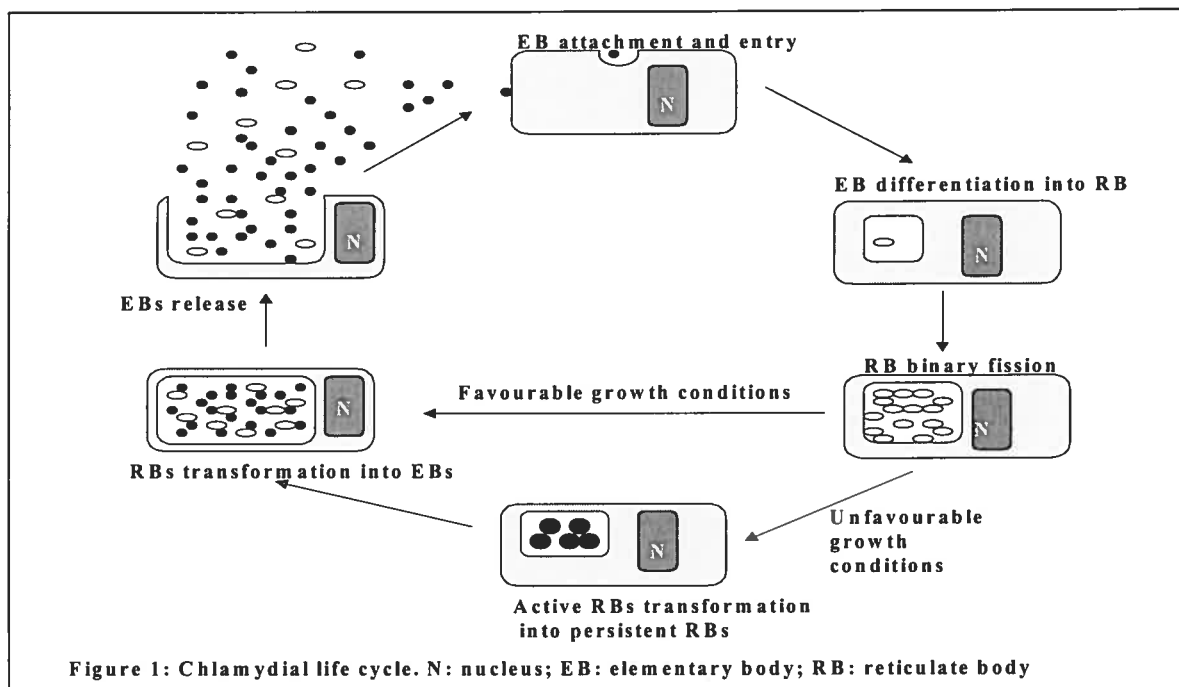 EB attachment and entry
N
EB differentiation into RB
N
N
EBs release
RB binary fission
Favourable growth conditions
N
N
RBs transformation into EBs
Unfavourable
growth
conditions
N
Active RBs transformation
into persistent RBs
Figure 1: Chlamydial life cycle. N: nucleus; EB: elementary body; RB: reticulate body